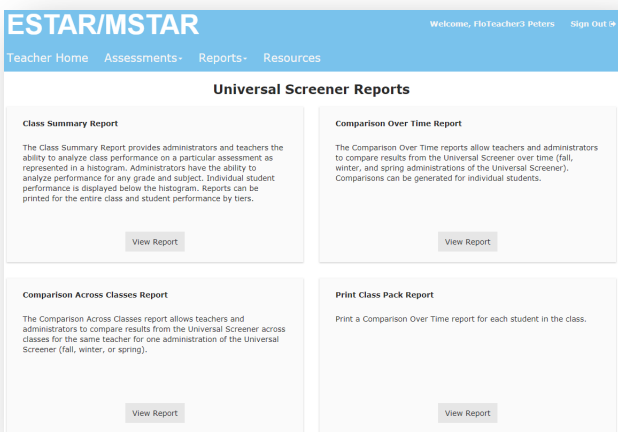 ESTAR/MSTAR
Welcome, FloTeacher3 Peters Sign Out
Teacher Home Assessments Reports Resources
Universal Screener Reports
Class Summary Report
The Class Summary Report provides administrators and teachers the
ability to analyze class performance on a particular assessment as
represented in a histogram. Administrators have the ability to
analyze performance for any grade and subject. Individual student
performance is displayed below the histogram. Reports can be
printed for the entire class and student performance by tiers.
View Report
Comparison Over Time Report
The Comparison Over Time reports allow teachers and administrators
to compare results from the Universal Screener over time (fall,
winter, and spring administrations of the Universal Screener).
Comparisons can be generated for individual students.
View Report
Comparison Across Classes Report
The Comparison Across Classes report allows teachers and
administrators to compare results from the Universal Screener across
classes for the same teacher for one administration of the Universal
Screener (fall, winter, or spring).
View Report
Print Class Pack Report
Print a Comparison Over Time report for each student in the class.
View Report